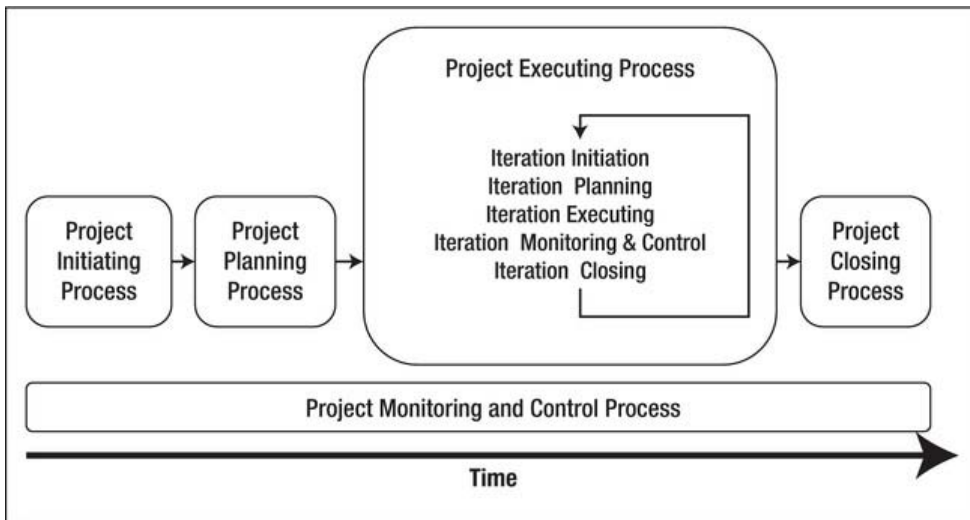 Project Executing Process
Iteration Initiation
Iteration Planning
Iteration Executing
Iteration Monitoring & Control
Iteration Closing
Project
Initiating
Process
Project
Planning
Process
Project
Closing
Process
Project Monitoring and Control Process
Time